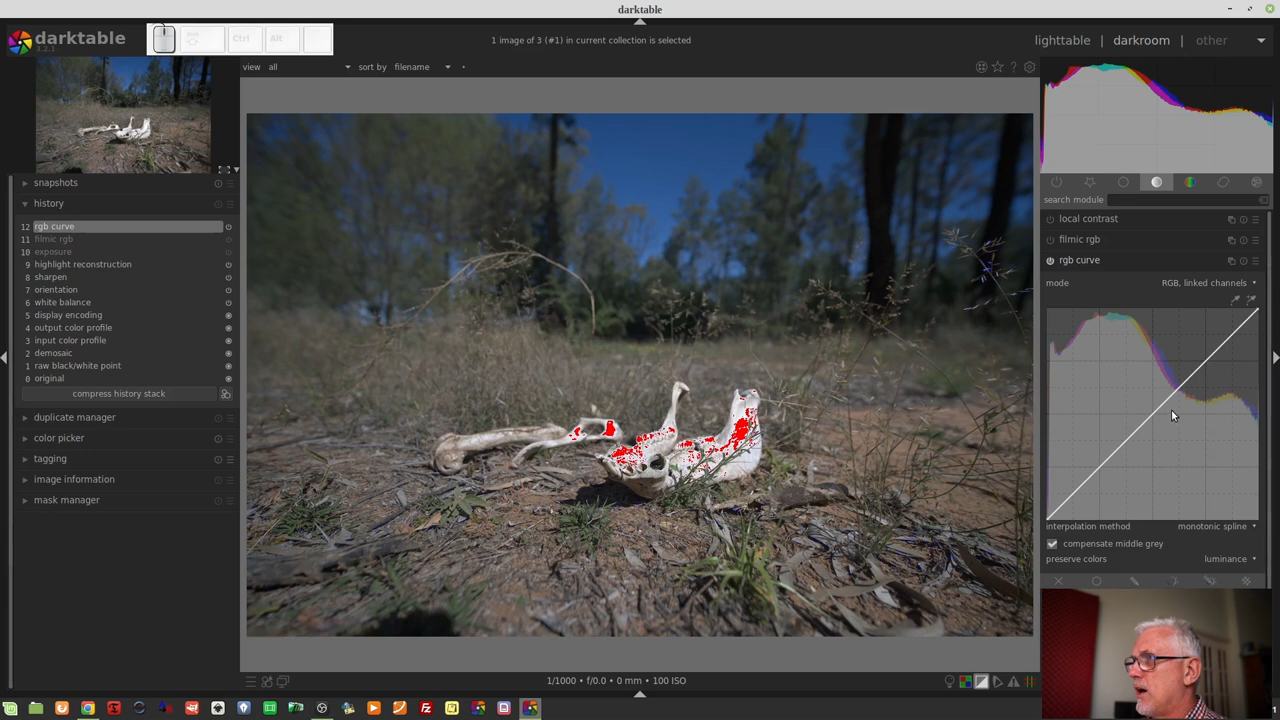 darktable
darktable
3.2.1
Ctrl
Alt
1 image of 3 (#1) in current collection is selected
lighttable | darkroom | other
view all
sort by filename
snapshots
history
12 rgb curve
11 filmic rgb
10 exposure
9 highlight reconstruction
8 sharpen
7 orientation
6 white balance
5 display encoding
4 output color profile
3 input color profile
2 demosaic
1 raw black/white point
0 original
compress history stack
duplicate manager
color picker
tagging
image information
mask manager
1/1000 • f/0.0 • 0 mm • 100 ISO
search module
local contrast
filmic rgb
rgb curve
mode RGB, linked channels
interpolation method monotonic spline
compensate middle grey
preserve colors luminance